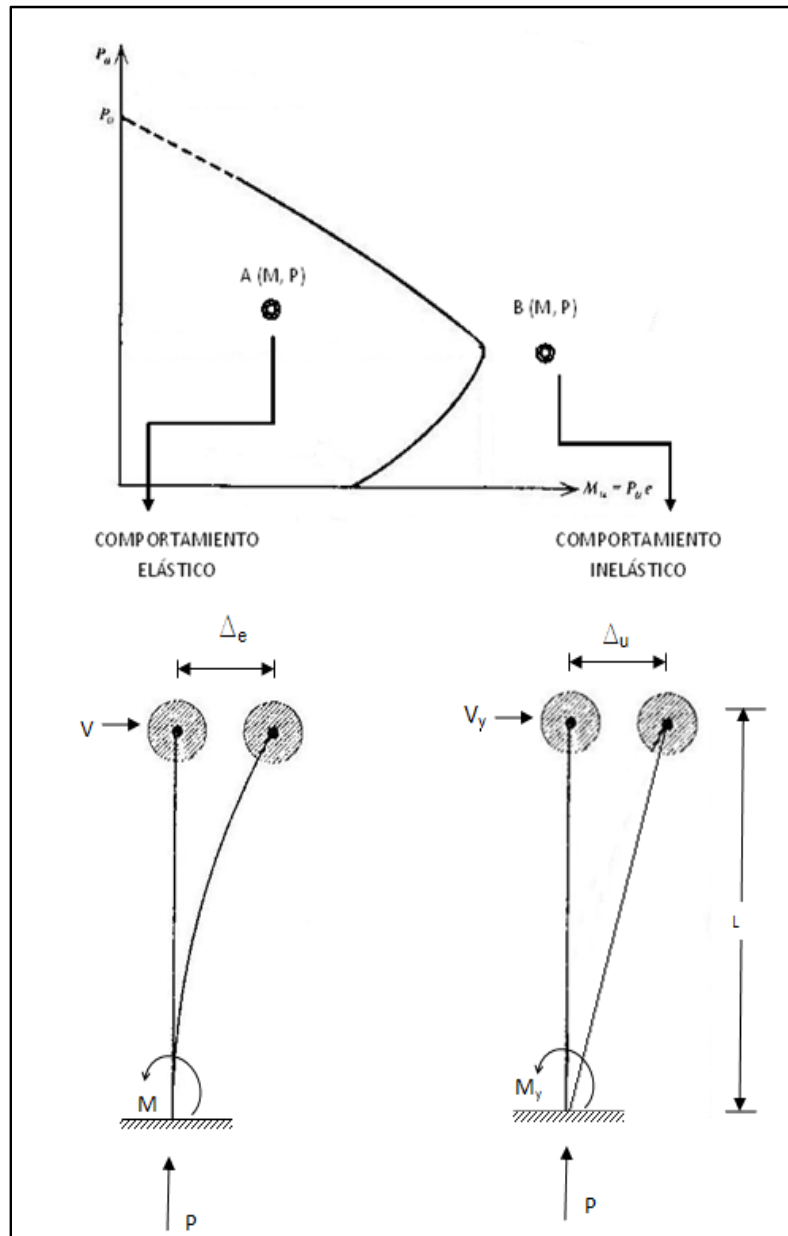 Pu
Po
A (M, P)
B (M, P)
Mu = Pu e
COMPORTAMIENTO
ELÁSTICO
COMPORTAMIENTO
INELÁSTICO
Δe
Δu
V
Vy
L
M
My
P
P